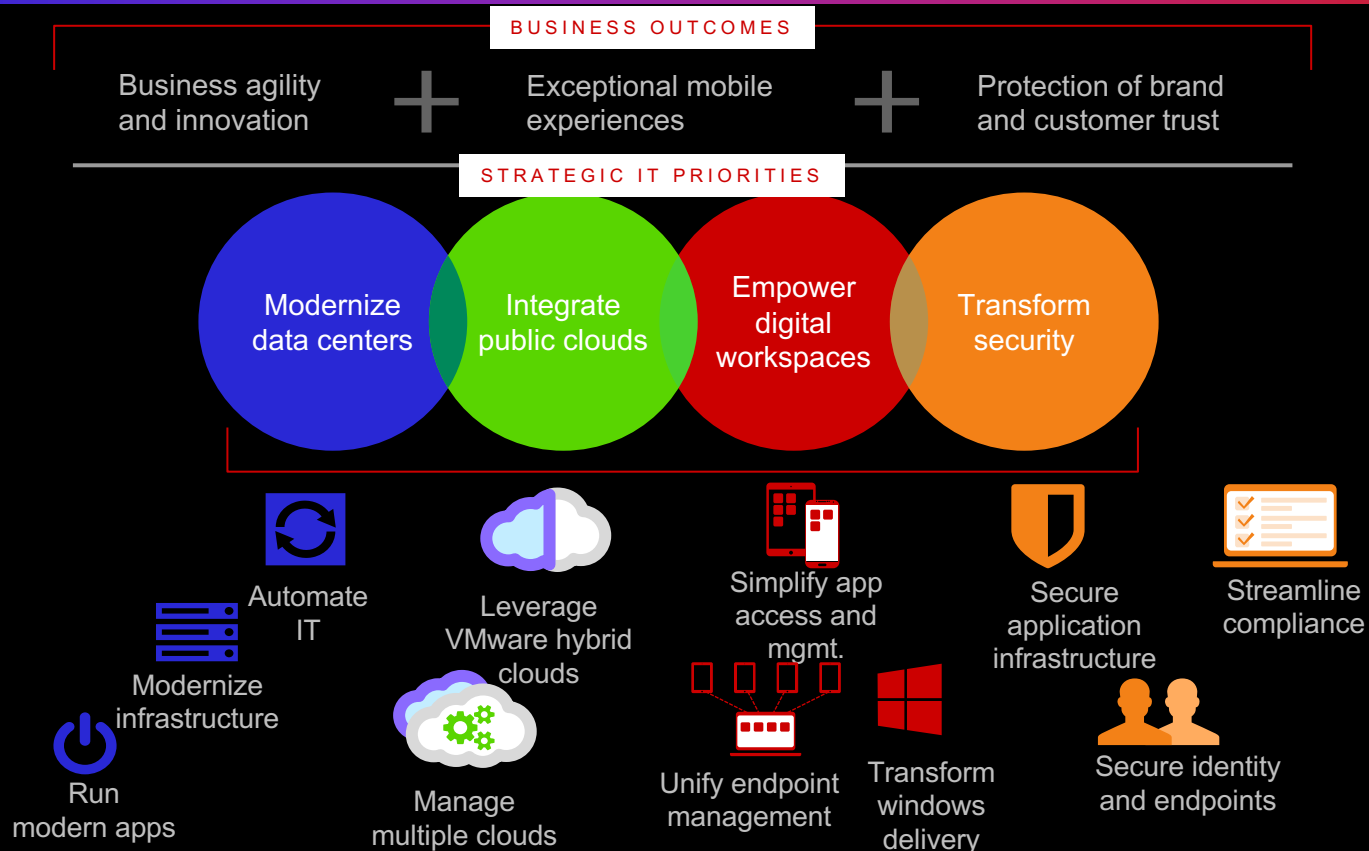 BUSINESS OUTCOMES
Business agility
and innovation
Exceptional mobile
experiences
Protection of brand
and customer trust
STRATEGIC IT PRIORITIES
Modernize
data centers
Integrate
public clouds
Empower
digital
workspaces
Transform
security
Automate
IT
Modernize
infrastructure
Run
modern apps
Leverage
VMware hybrid
clouds
Manage
multiple clouds
Simplify app
access and
mgmt.
Unify endpoint
management
Transform
windows
delivery
Secure
application
infrastructure
Streamline
compliance
Secure identity
and endpoints